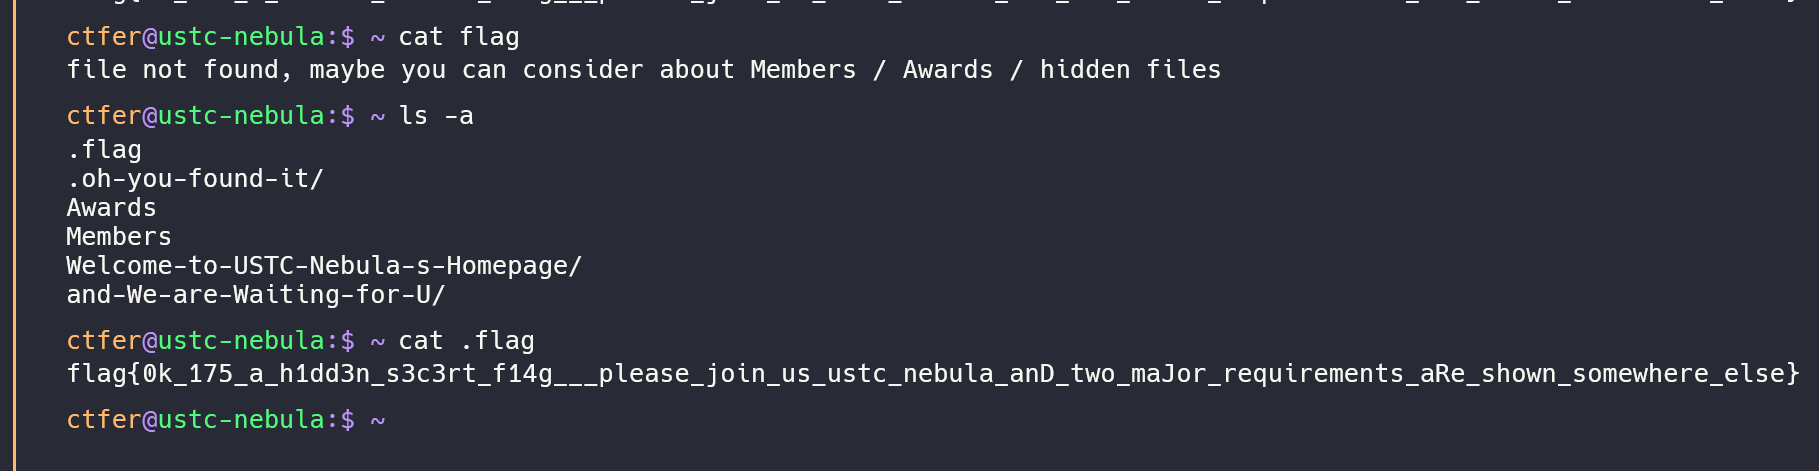 ctfer@ustc-nebula:$ ~ cat flag
file not found, maybe you can consider about Members / Awards / hidden files
ctfer@ustc-nebula:$ ~ ls -a
.flag
.oh-you-found-it/
Awards
Members
Welcome-to-USTC-Nebula-s-Homepage/
and-We-are-Waiting-for-U/
ctfer@ustc-nebula:$ ~ cat .flag
flag{0k_175_a_h1dd3n_s3c3rt_f14g___please_join_us_ustc_nebula_anD_two_maJor_requirements_aRe_shown_somewhere_else}
ctfer@ustc-nebula:$ ~